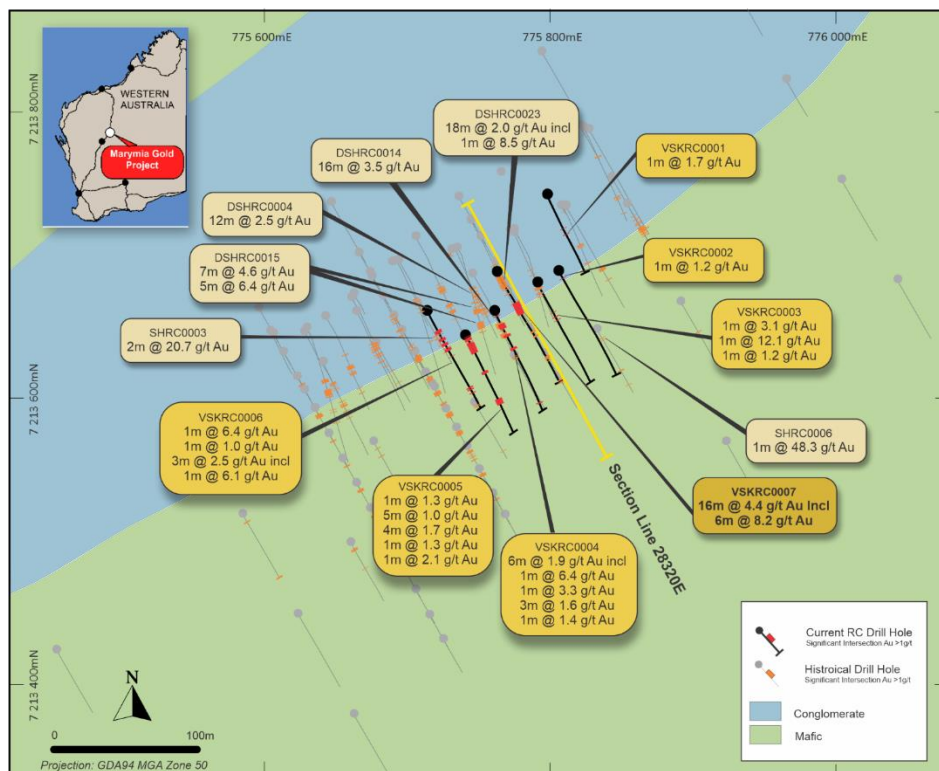 775 600mE
775 800mE
776 000mE
7 213 800mN
7 213 600mN
7 213 400mN
WESTERN
AUSTRALIA
Marymia Gold
Project
DSHRC0023
18m @ 2.0 g/t Au incl
1m @ 8.5 g/t Au
DSHRC0014
16m @ 3.5 g/t Au
VSKRC0001
1m @ 1.7 g/t Au
DSHRC0004
12m @ 2.5 g/t Au
DSHRC0015
7m @ 4.6 g/t Au
5m @ 6.4 g/t Au
VSKRC0002
1m @ 1.2 g/t Au
SHRC0003
2m @ 20.7 g/t Au
VSKRC0003
1m @ 3.1 g/t Au
1m @ 12.1 g/t Au
1m @ 1.2 g/t Au
VSKRC0006
1m @ 6.4 g/t Au
1m @ 1.0 g/t Au
3m @ 2.5 g/t Au incl
1m @ 6.1 g/t Au
SHRC0006
1m @ 48.3 g/t Au
VSKRC0005
1m @ 1.3 g/t Au
5m @ 1.0 g/t Au
4m @ 1.7 g/t Au
1m @ 1.3 g/t Au
1m @ 2.1 g/t Au
VSKRC0007
16m @ 4.4 g/t Au Incl
6m @ 8.2 g/t Au
VSKRC0004
6m @ 1.9 g/t Au incl
1m @ 6.4 g/t Au
1m @ 3.3 g/t Au
3m @ 1.6 g/t Au
1m @ 1.4 g/t Au
Section Line 28320E
Current RC Drill Hole
Significant Intersection Au >1g/t
Histroical Drill Hole
Significant Intersection Au >1g/t
Conglomerate
Mafic
N
0
100m
Projection: GDA94 MGA Zone 50